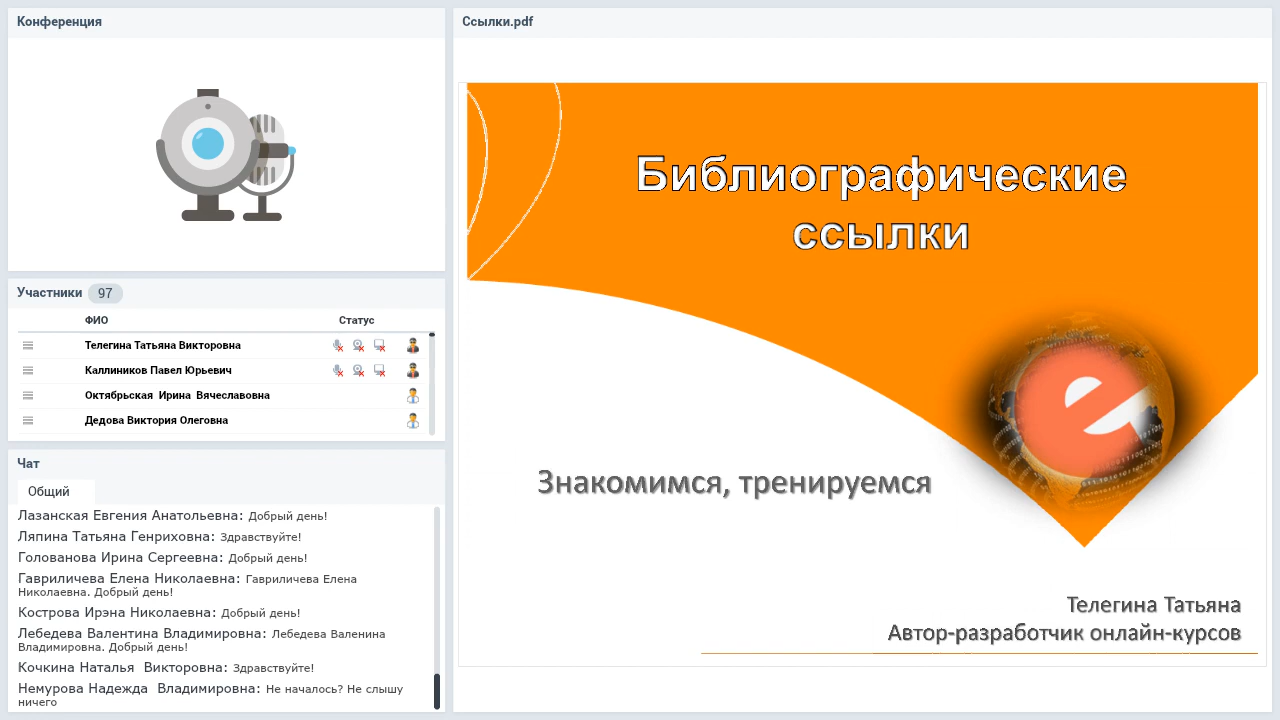 Конференция
Участники 97
ФИО Статус
Телегина Татьяна Викторовна
Каллиников Павел Юрьевич
Октябрьская Ирина Вячеславовна
Дедова Виктория Олеговна
Чат
Общий
Лазанская Евгения Анатольевна: Добрый день!
Ляпина Татьяна Генриховна: Здравствуйте!
Голованова Ирина Сергеевна: Добрый день!
Гавриличева Елена Николаевна: Гавриличева Елена
Николаевна. Добрый день!
Кострова Ирэна Николаевна: Добрый день!
Лебедева Валентина Владимировна: Лебедева Валенина
Владимировна. Добрый день!
Кочкина Наталья Викторовна: Здравствуйте!
Немурова Надежда Владимировна: Не началось? Не слышу
ничего
Ссылки.pdf
Библиографические
ссылки
Знакомимся, тренируемся
Телегина Татьяна
Автор-разработчик онлайн-курсов